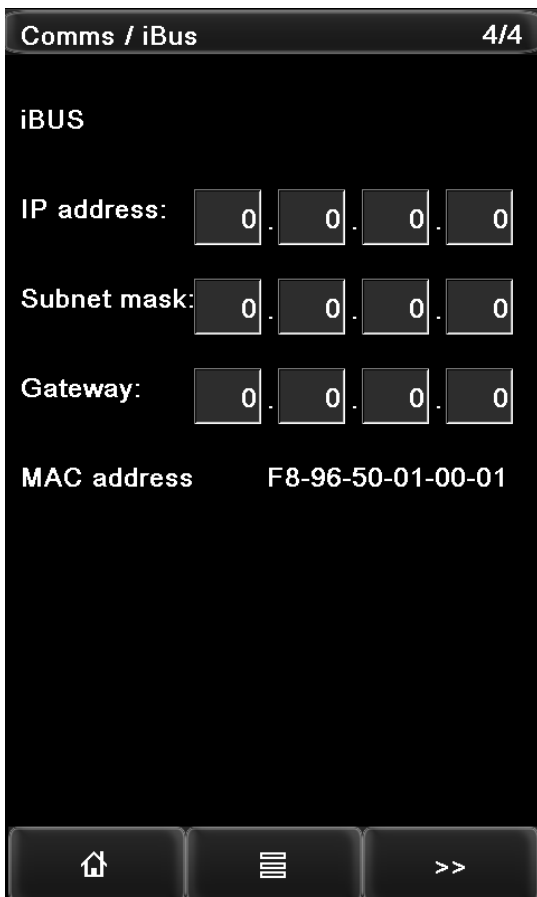 Comms / iBus 4/4
iBUS
IP address: 0.0.0.0
Subnet mask: 0.0.0.0
Gateway: 0.0.0.0
MAC address F8-96-50-01-00-01
>>